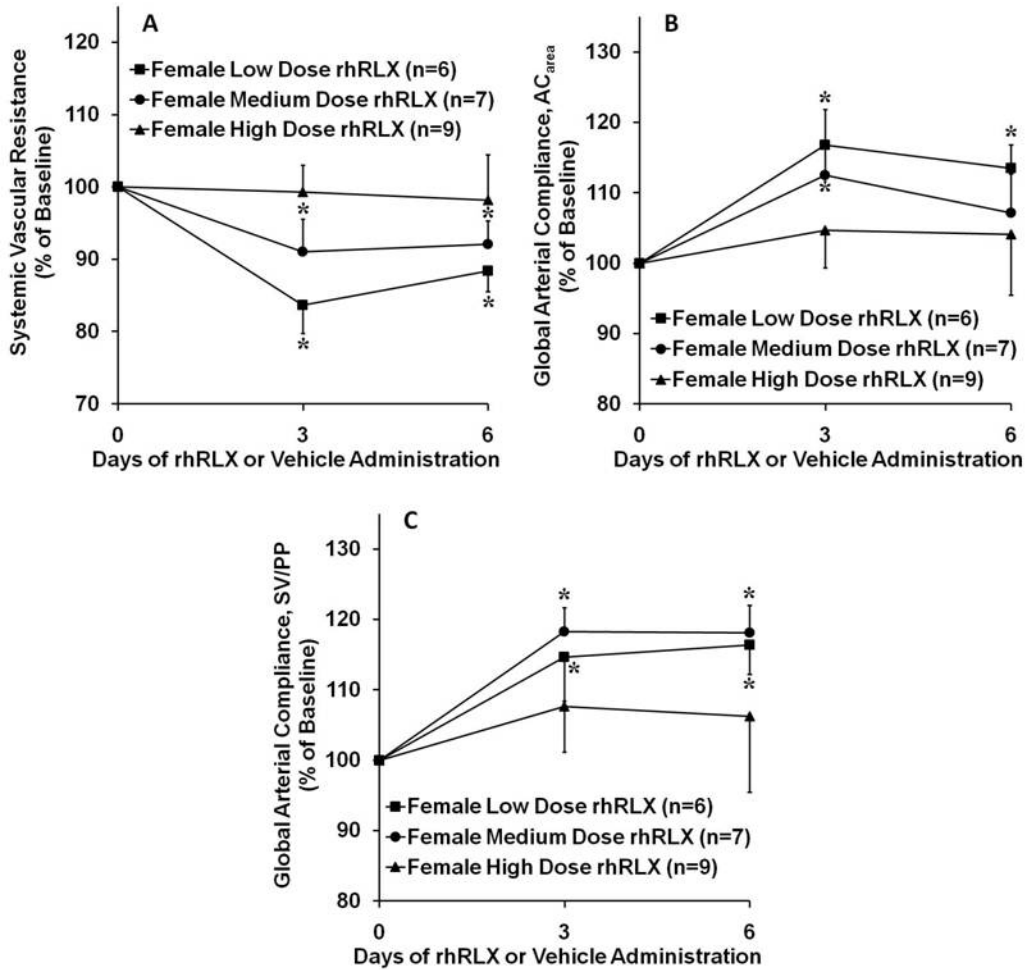 A
Systemic Vascular Resistance
(% of Baseline)
120
110
100
90
80
70
Female Low Dose rhRLX (n=6)
Female Medium Dose rhRLX (n=7)
Female High Dose rhRLX (n=9)
*
*
*
*
0 3 6
Days of rhRLX or Vehicle Administration
B
Global Arterial Compliance, ACarea
(% of Baseline)
130
120
110
100
90
80
*
*
*
Female Low Dose rhRLX (n=6)
Female Medium Dose rhRLX (n=7)
Female High Dose rhRLX (n=9)
0 3 6
Days of rhRLX or Vehicle Administration
C
Global Arterial Compliance, SV/PP
(% of Baseline)
130
120
110
100
90
80
*
*
*
*
Female Low Dose rhRLX (n=6)
Female Medium Dose rhRLX (n=7)
Female High Dose rhRLX (n=9)
0 3 6
Days of rhRLX or Vehicle Administration